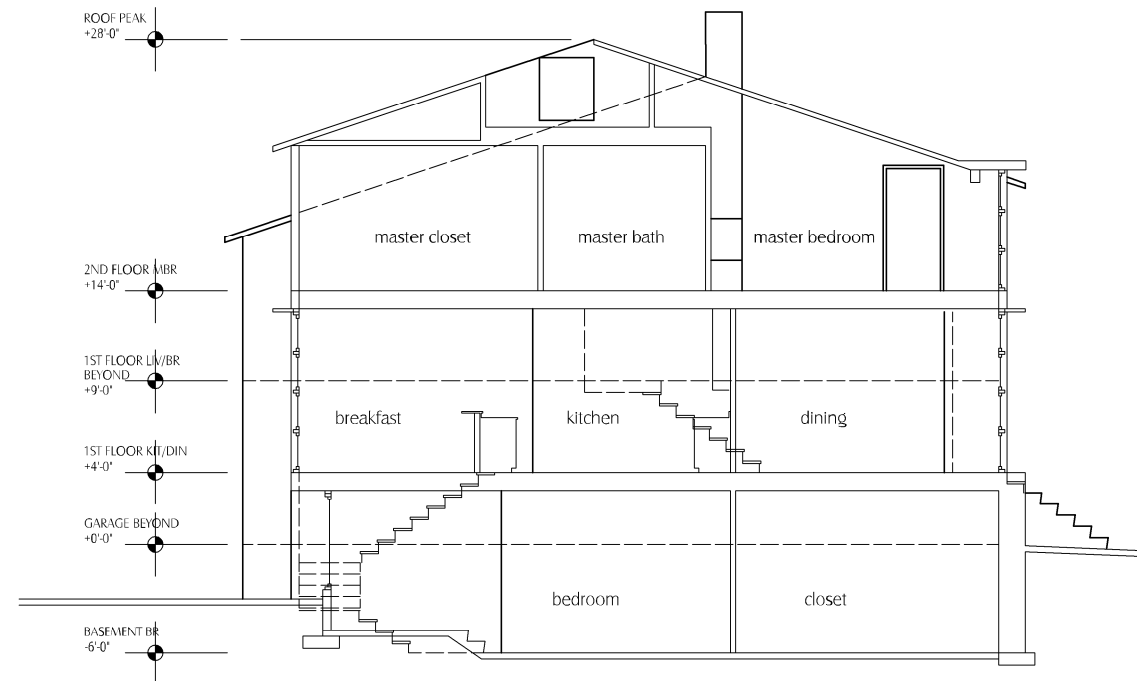 ROOF PEAK
+28'-0"
master closet
master bath
master bedroom
2ND FLOOR MBR
+14'-0"
1ST FLOOR LIV/BR
BEYOND
+9'-0"
breakfast
kitchen
dining
1ST FLOOR KIT/DIN
+4'-0"
GARAGE BEYOND
+0'-0"
bedroom
closet
BASEMENT BR
-6'-0"